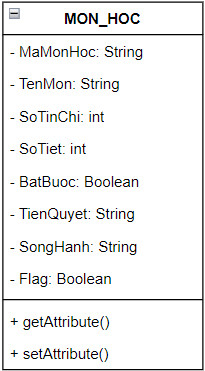 MON_HOC
- MaMonHoc: String
- TenMon: String
- SoTinChi: int
- SoTiet: int
- BatBuoc: Boolean
- TienQuyet: String
- SongHanh: String
- Flag: Boolean
+ getAttribute()
+ setAttribute()